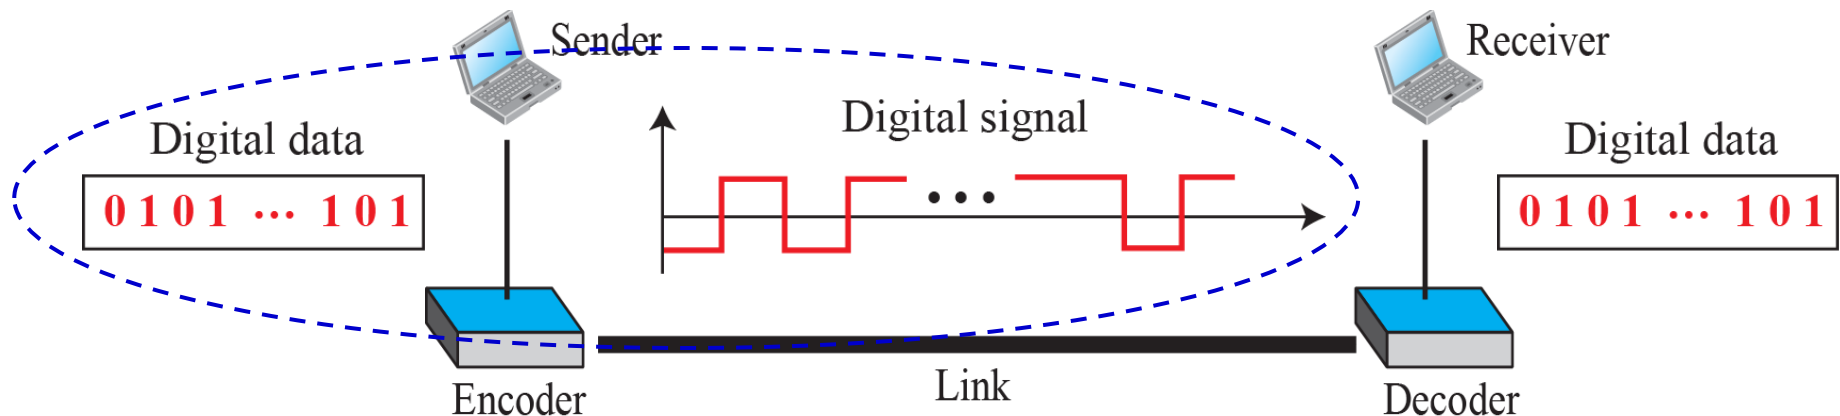 Sender
Receiver
Digital data
Digital signal
Digital data
0 1 0 1 ... 1 0 1
0 1 0 1 ... 1 0 1
Encoder
Link
Decoder